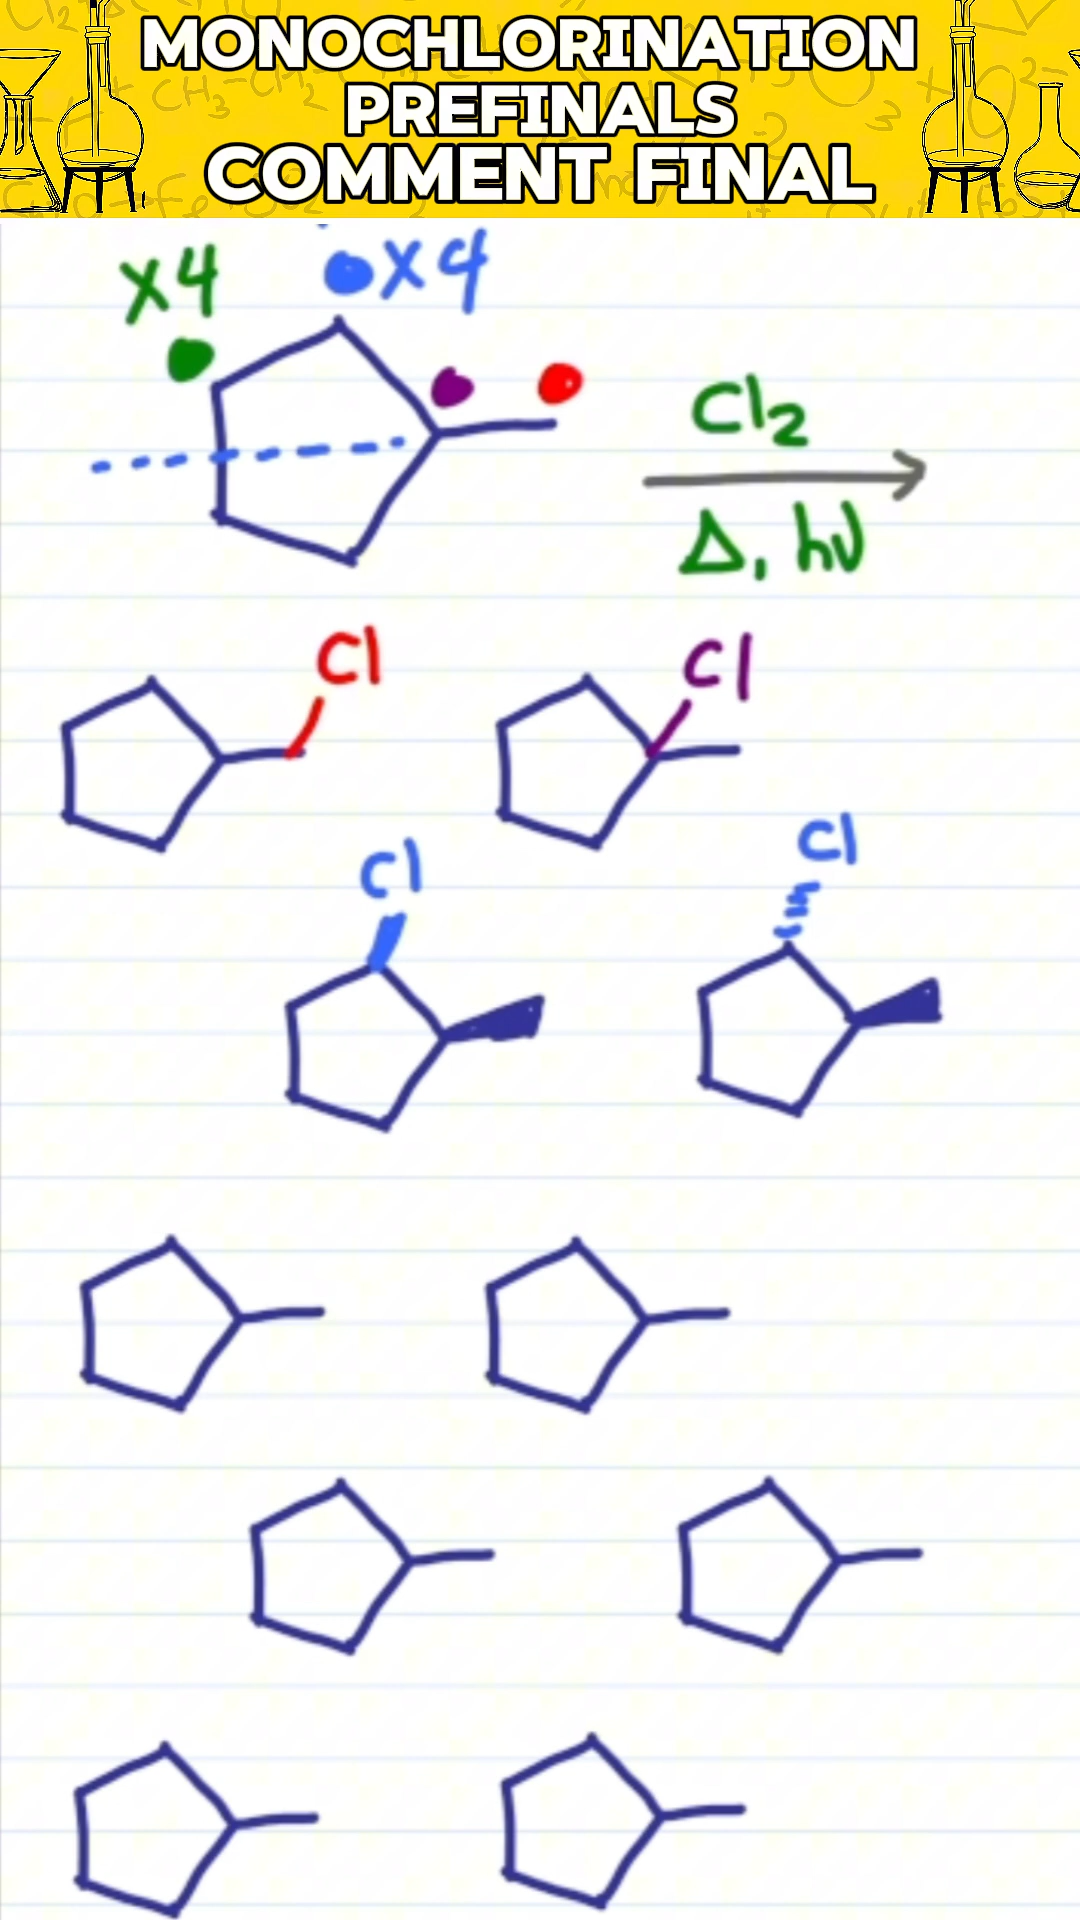 MONOCHLORINATION
PREFINALS
COMMENT FINAL
x4
x4
Cl₂
Δ, hν
Cl
Cl
Cl
Cl